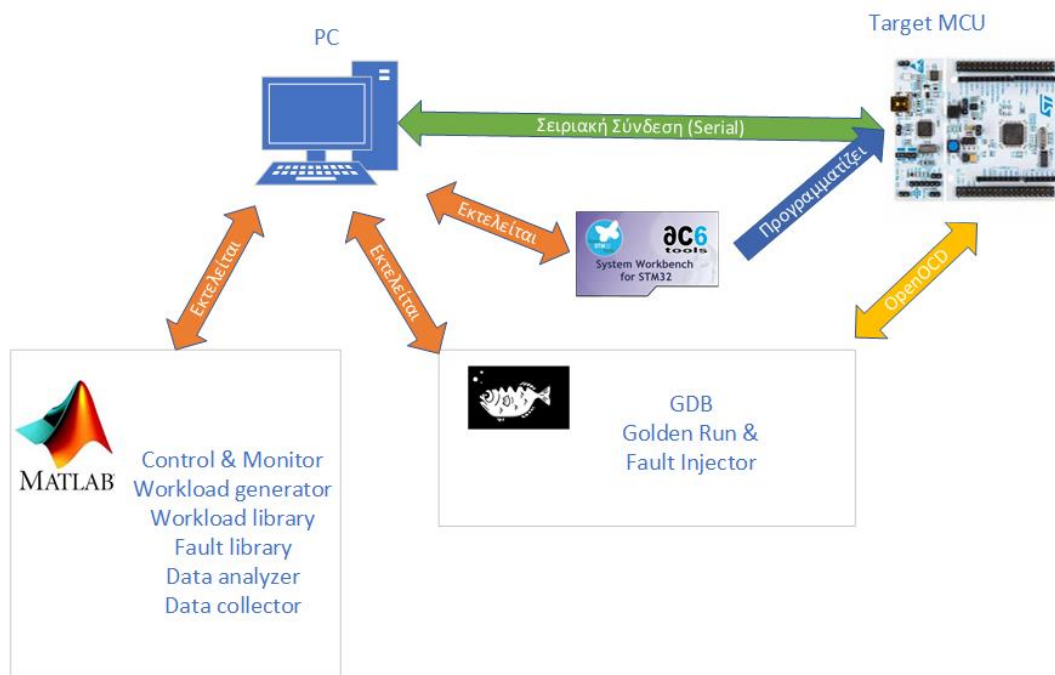 PC
Target MCU
Σειριακή Σύνδεση (Serial)
Προγραμματίζει
Εκτελείται
Εκτελείται
Εκτελείται
STM32
ac6
tools
System Workbench
for STM32
OpenOCD
MATLAB
Control & Monitor
Workload generator
Workload library
Fault library
Data analyzer
Data collector
GDB
Golden Run &
Fault Injector